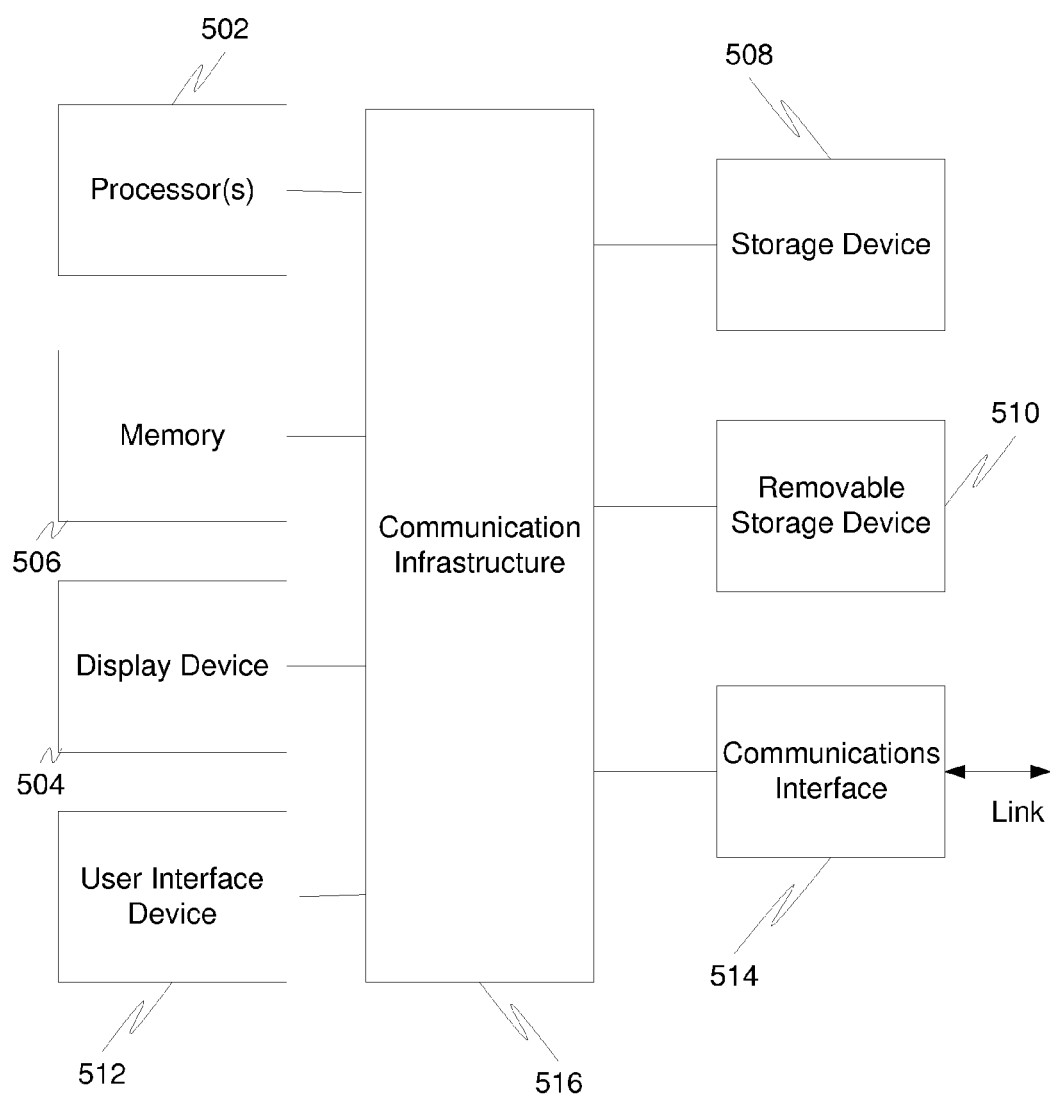 502
508
Processor(s)
Storage Device
Memory
510
Removable
Storage Device
Communication
Infrastructure
506
Display Device
504
Communications
Interface
Link
User Interface
Device
514
512
516